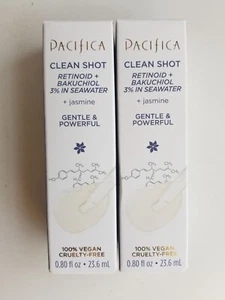 PACIFICA
CLEAN SHOT
RETINOID +
BAKUCHIOL
3% IN SEAWATER
+ jasmine
GENTLE &
POWERFUL
100% VEGAN
CRUELTY-FREE
0.80 fl oz • 23.6 mL
PACIFICA
CLEAN SHOT
RETINOID +
BAKUCHIOL
3% IN SEAWATER
+ jasmine
GENTLE &
POWERFUL
100% VEGAN
CRUELTY-FREE
0.80 fl oz • 23.6 mL